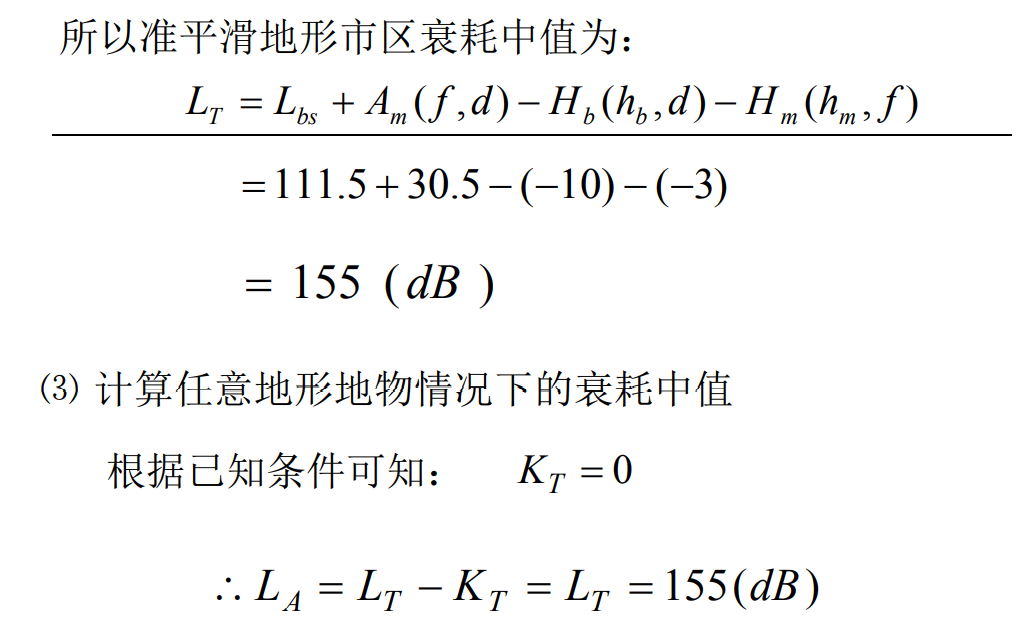 所以准平滑地形市区衰耗中值为：
L_T = L_bs + A_m(f,d) − H_b(h_b,d) − H_m(h_m,f)
= 111.5 + 30.5 − (−10) − (−3)
= 155 (dB)
⑶ 计算任意地形地物情况下的衰耗中值
根据已知条件可知： K_T = 0
∴ L_A = L_T − K_T = L_T = 155(dB)